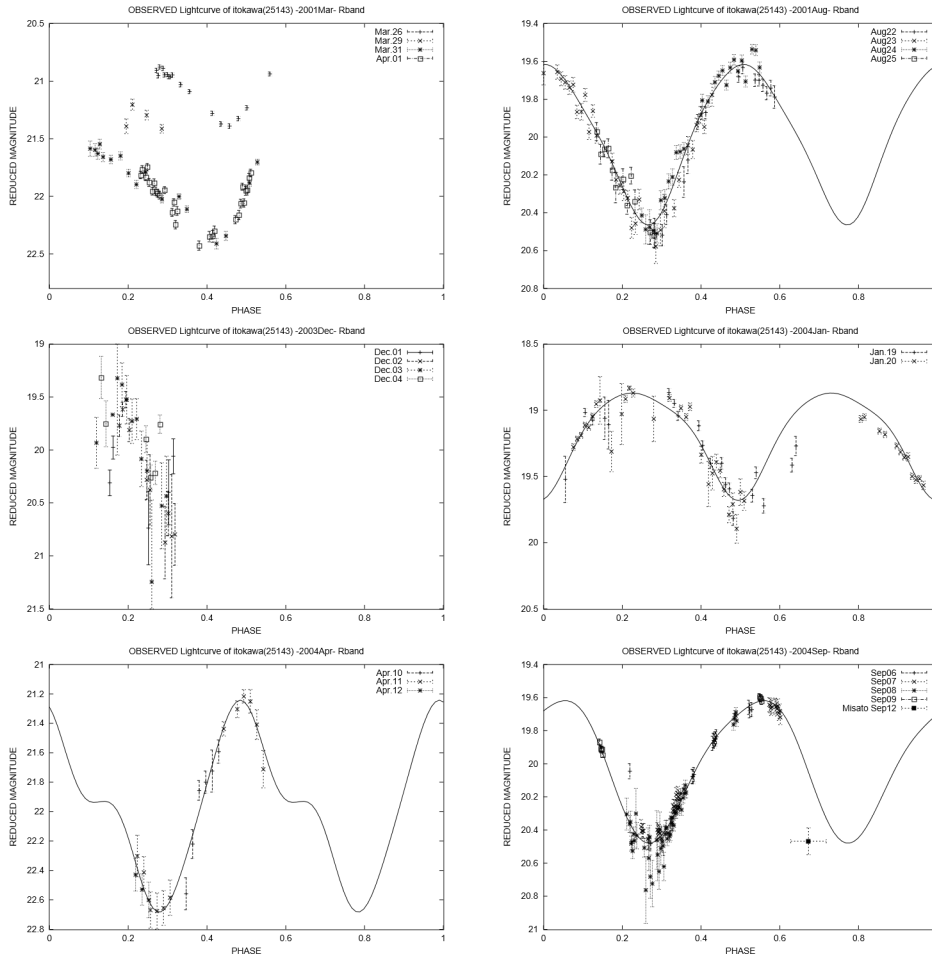 OBSERVED Lightcurve of itokawa(25143) -2001Mar- Rband
20.5
21
21.5
22
22.5
REDUCED MAGNITUDE
Mar.26
Mar.29
Mar.31
Apr.01
0 0.2 0.4 0.6 0.8 1
PHASE
OBSERVED Lightcurve of itokawa(25143) -2001Aug- Rband
19.4
19.6
19.8
20
20.2
20.4
20.6
20.8
REDUCED MAGNITUDE
Aug22
Aug23
Aug24
Aug25
0 0.2 0.4 0.6 0.8 1
PHASE
OBSERVED Lightcurve of itokawa(25143) -2003Dec- Rband
19
19.5
20
20.5
21
21.5
REDUCED MAGNITUDE
Dec.01
Dec.02
Dec.03
Dec.04
0 0.2 0.4 0.6 0.8 1
PHASE
OBSERVED Lightcurve of itokawa(25143) -2004Jan- Rband
18.5
19
19.5
20
20.5
REDUCED MAGNITUDE
Jan.19
Jan.20
0 0.2 0.4 0.6 0.8 1
PHASE
OBSERVED Lightcurve of itokawa(25143) -2004Apr- Rband
21
21.2
21.4
21.6
21.8
22
22.2
22.4
22.6
22.8
REDUCED MAGNITUDE
Apr.10
Apr.11
Apr.12
0 0.2 0.4 0.6 0.8 1
PHASE
OBSERVED Lightcurve of itokawa(25143) -2004Sep- Rband
19.4
19.6
19.8
20
20.2
20.4
20.6
20.8
21
REDUCED MAGNITUDE
Sep06
Sep07
Sep08
Sep09
Misato Sep12
0 0.2 0.4 0.6 0.8 1
PHASE